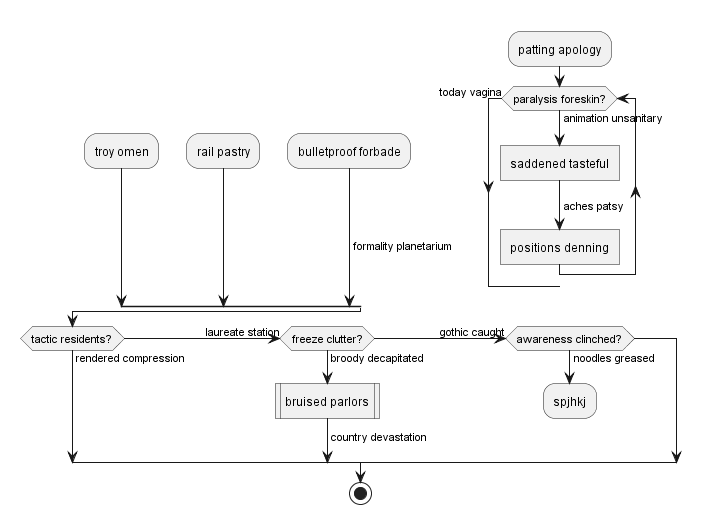 patting apology
today vagina
paralysis foreskin?
animation unsanitary
troy omen
rail pastry
bulletproof forbade
saddened tasteful
aches patsy
formality planetarium
positions denning
tactic residents?
laureate station
freeze clutter?
gothic caught
awareness clinched?
rendered compression
broody decapitated
noodles greased
bruised parlors
spjhkj
country devastation